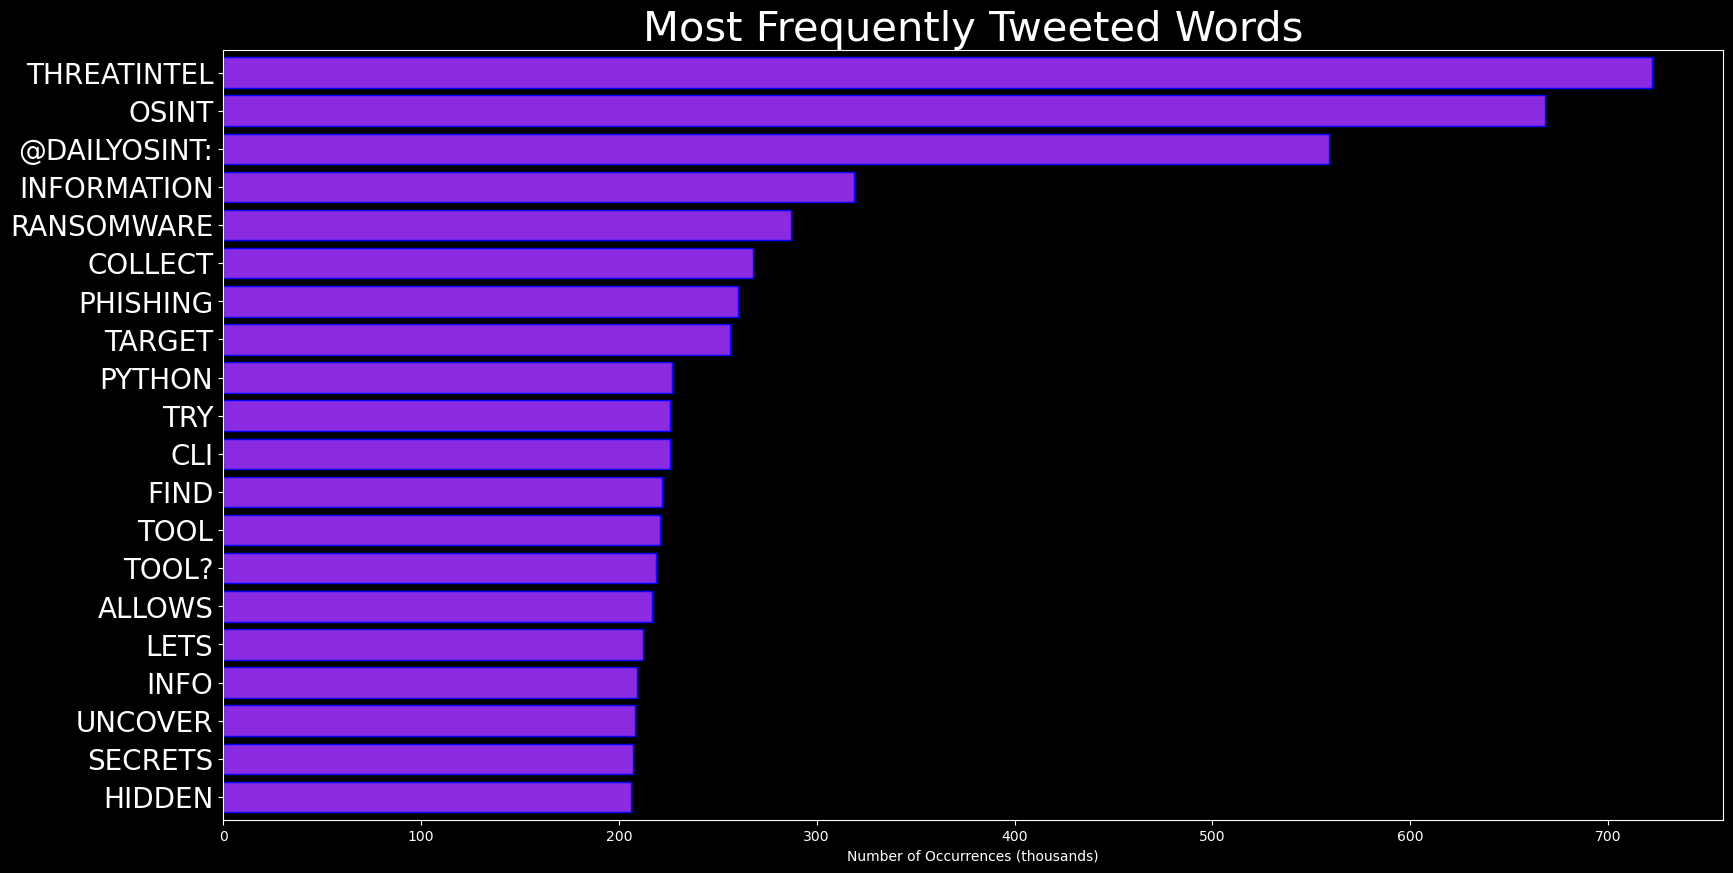 Most Frequently Tweeted Words
THREATINTEL
OSINT
@DAILYOSINT:
INFORMATION
RANSOMWARE
COLLECT
PHISHING
TARGET
PYTHON
TRY
CLI
FIND
TOOL
TOOL?
ALLOWS
LETS
INFO
UNCOVER
SECRETS
HIDDEN
0 100 200 300 400 500 600 700
Number of Occurrences (thousands)